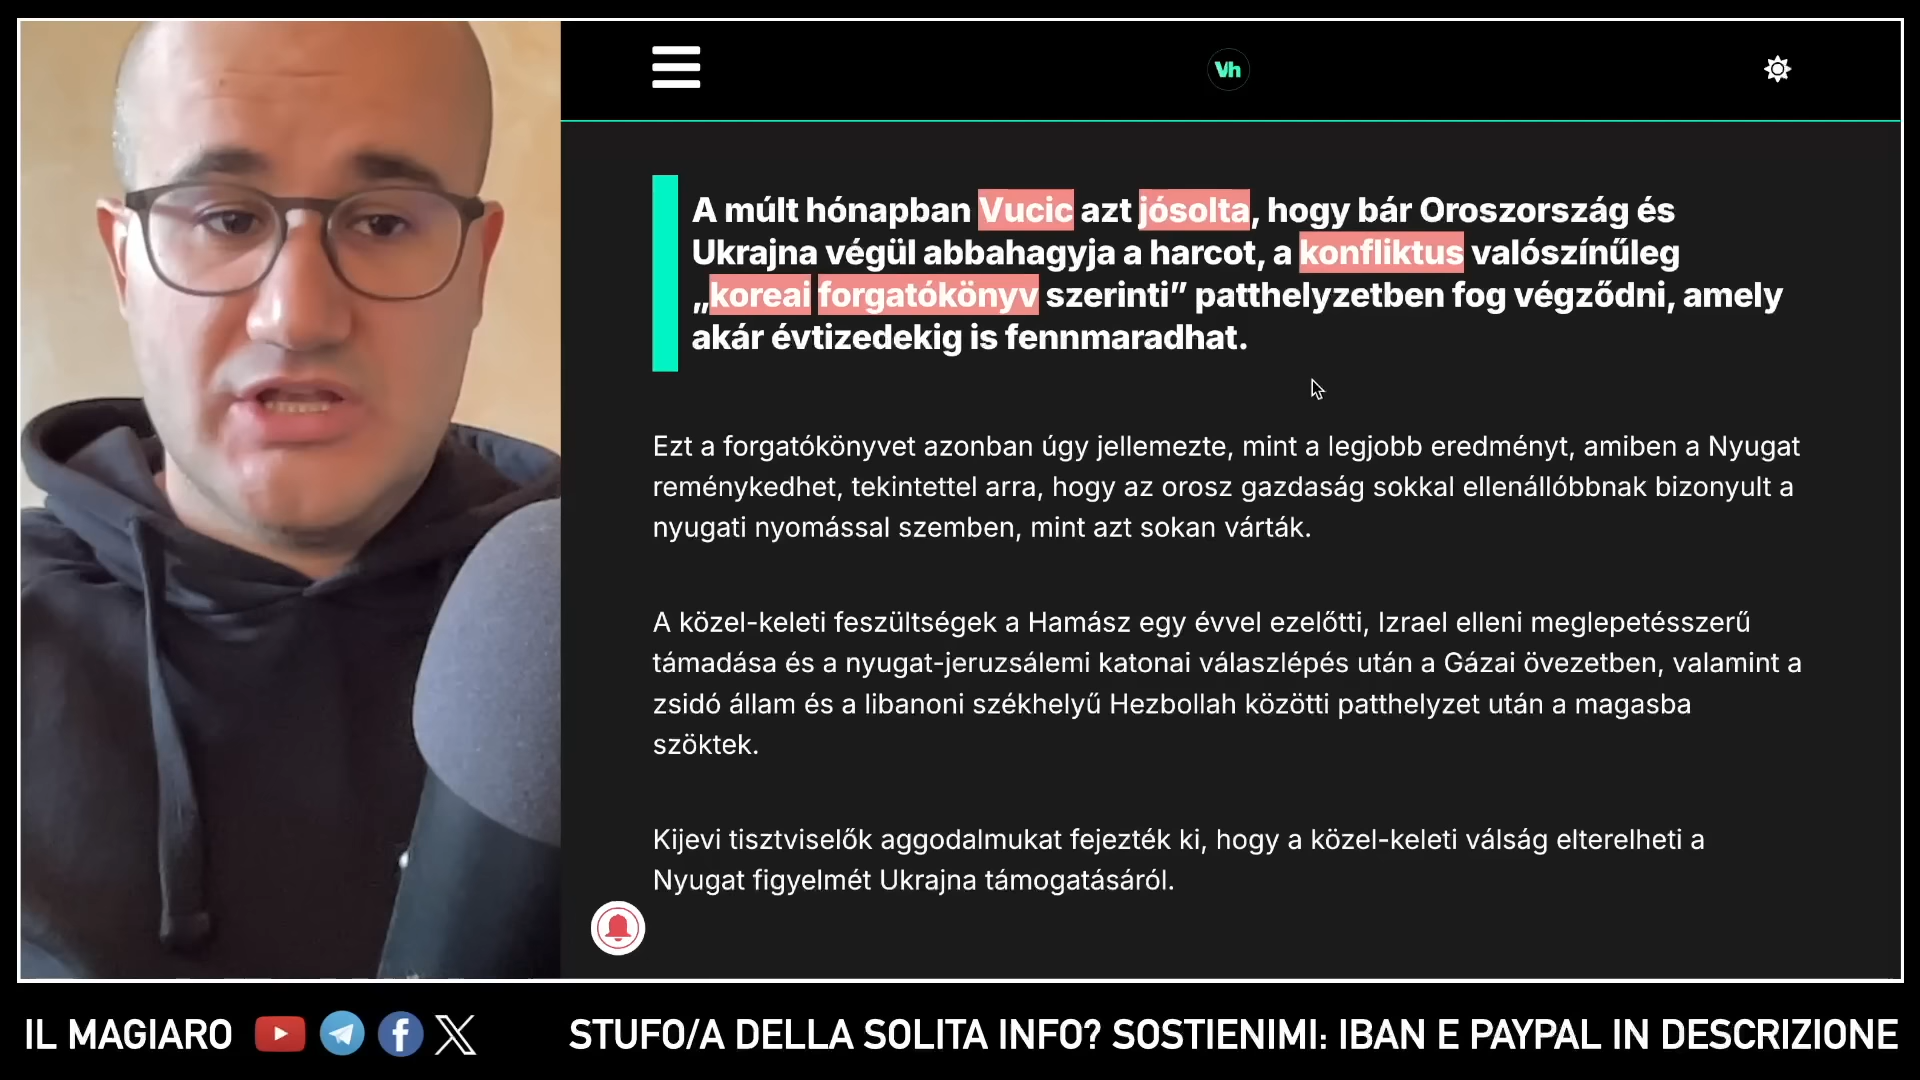 Vh
A múlt hónapban Vucic azt jósolta, hogy bár Oroszország és
Ukrajna végül abbahagyja a harcot, a konfliktus valószínűleg
„koreai forgatókönyv szerinti” patthelyzetben fog végződni, amely
akár évtizedekig is fennmaradhat.
Ezt a forgatókönyvet azonban úgy jellemezte, mint a legjobb eredményt, amiben a Nyugat
reménykedhet, tekintettel arra, hogy az orosz gazdaság sokkal ellenállóbbnak bizonyult a
nyugati nyomással szemben, mint azt sokan várták.
A közel-keleti feszültségek a Hamász egy évvel ezelőtti, Izrael elleni meglepetésszerű
támadása és a nyugat-jeruzsálemi katonai válaszlépés után a Gázai övezetben, valamint a
zsidó állam és a libanoni székhelyű Hezbollah közötti patthelyzet után a magasba
szöktek.
Kijevi tisztviselők aggodalmukat fejezték ki, hogy a közel-keleti válság elterelheti a
Nyugat figyelmét Ukrajna támogatásáról.
IL MAGIARO
STUFO/A DELLA SOLITA INFO? SOSTIENIMI: IBAN E PAYPAL IN DESCRIZIONE